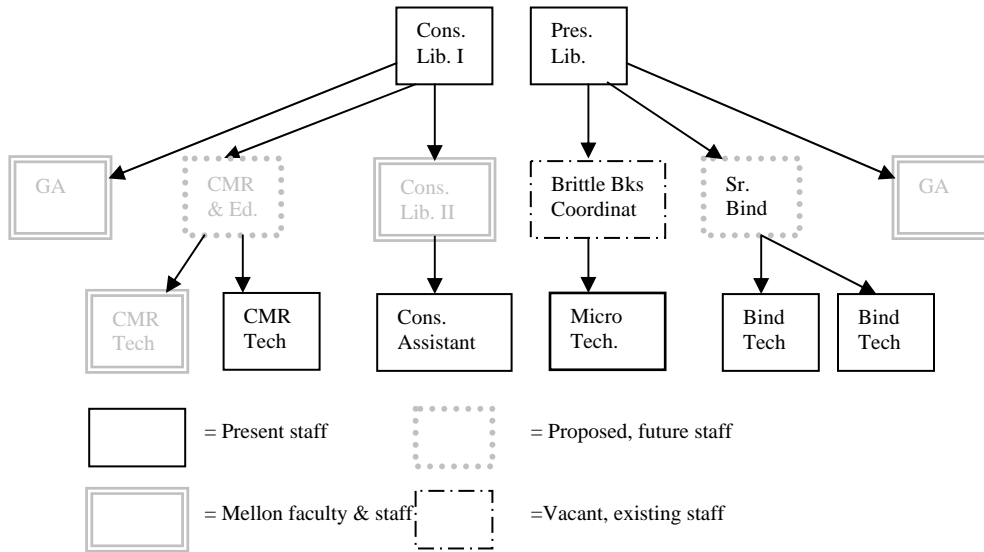 Cons.
Lib. I
Pres.
Lib.
GA
CMR
& Ed.
Cons.
Lib. II
Brittle Bks
Coordinat
Sr.
Bind
GA
CMR
Tech
CMR
Tech
Cons.
Assistant
Micro
Tech.
Bind
Tech
Bind
Tech
= Present staff
= Proposed, future staff
= Mellon faculty & staff
=Vacant, existing staff